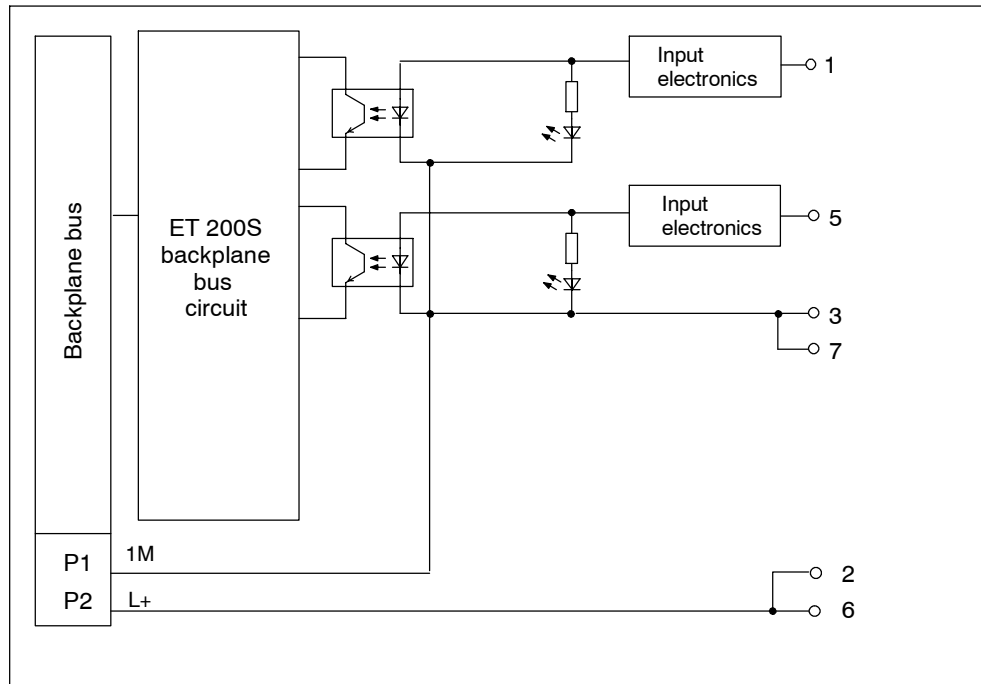 Backplane bus
ET 200S
backplane
bus
circuit
Input
electronics
1
Input
electronics
5
3
7
P1
1M
P2
L+
2
6